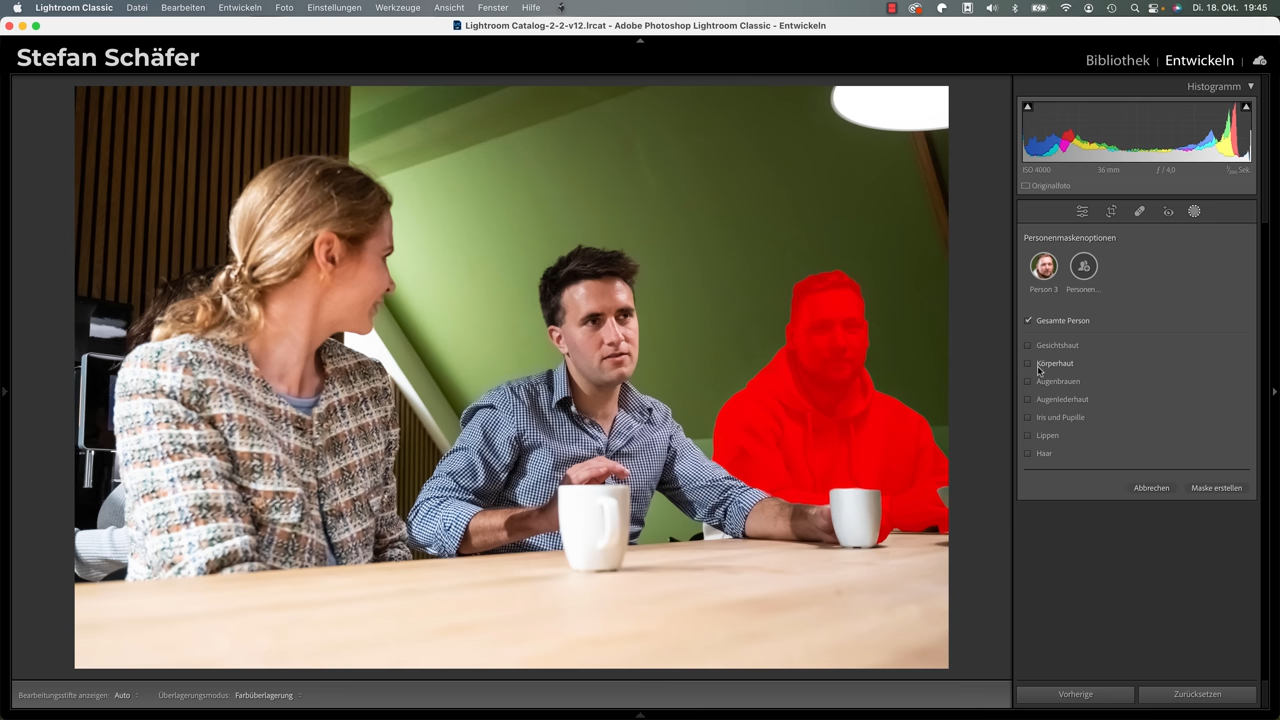 Lightroom Classic Datei Bearbeiten Entwickeln Foto Einstellungen Werkzeuge Ansicht Fenster Hilfe Di. 18. Okt. 19:45
Lightroom Catalog-2-2-v12.lrcat - Adobe Photoshop Lightroom Classic - Entwickeln
Stefan Schäfer
Bibliothek | Entwickeln |
Histogramm
ISO 4000 36 mm ƒ / 4,0 Sek.
Originalfoto
Personenmaskenoptionen
Person 3 Personen...
Gesamte Person
Gesichtshaut
Körperhaut
Augenbrauen
Augenlederhaut
Iris und Pupille
Lippen
Haar
Abbrechen Maske erstellen
Bearbeitungsstifte anzeigen: Auto Überlagerungsmodus: Farbüberlagerung
Vorherige Zurücksetzen